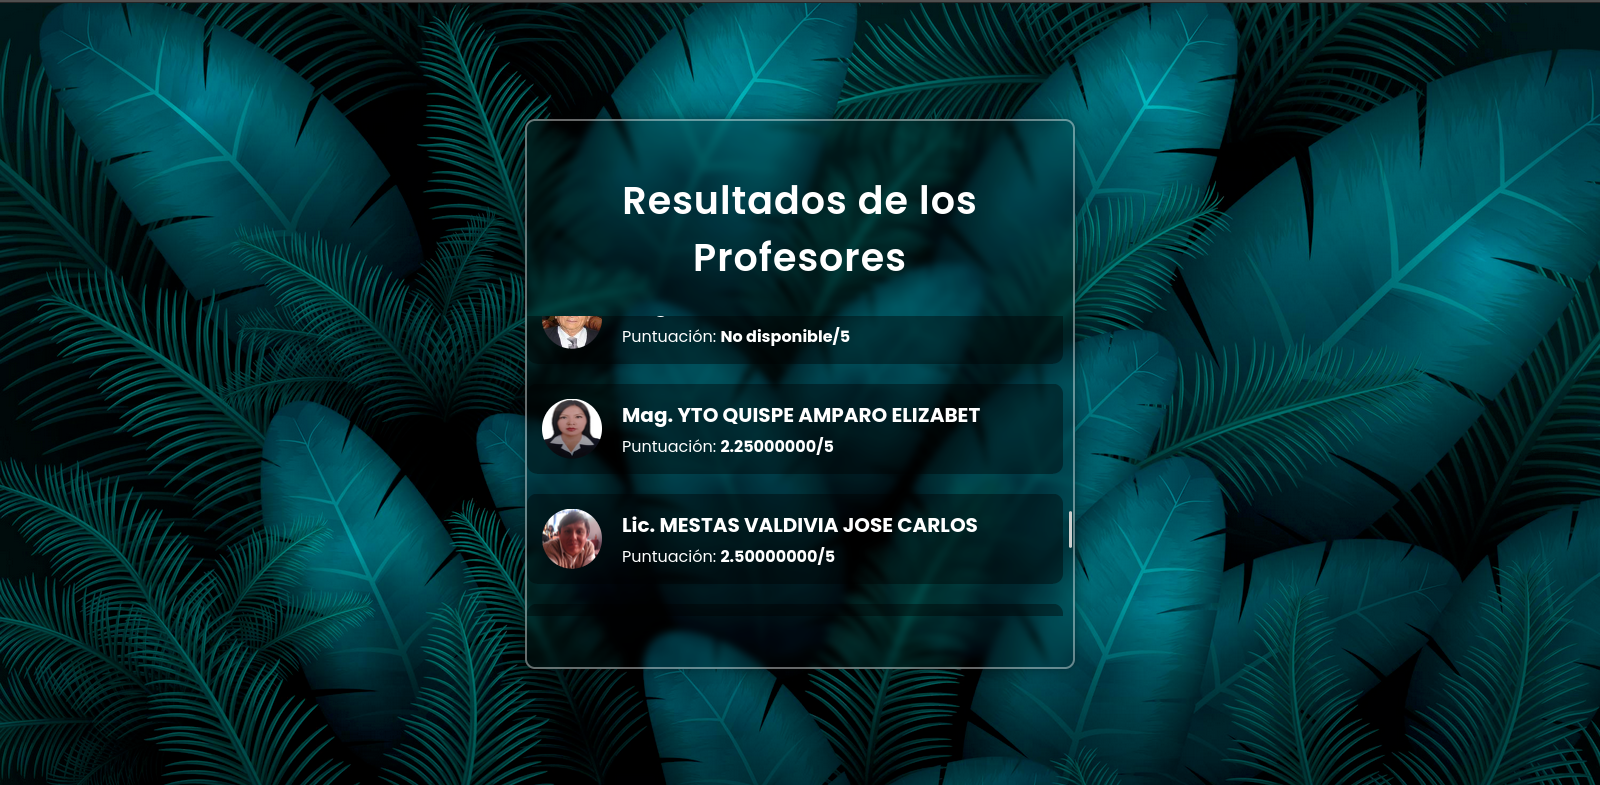 Resultados de los
Profesores
Puntuación: No disponible/5
Mag. YTO QUISPE AMPARO ELIZABET
Puntuación: 2.25000000/5
Lic. MESTAS VALDIVIA JOSE CARLOS
Puntuación: 2.50000000/5